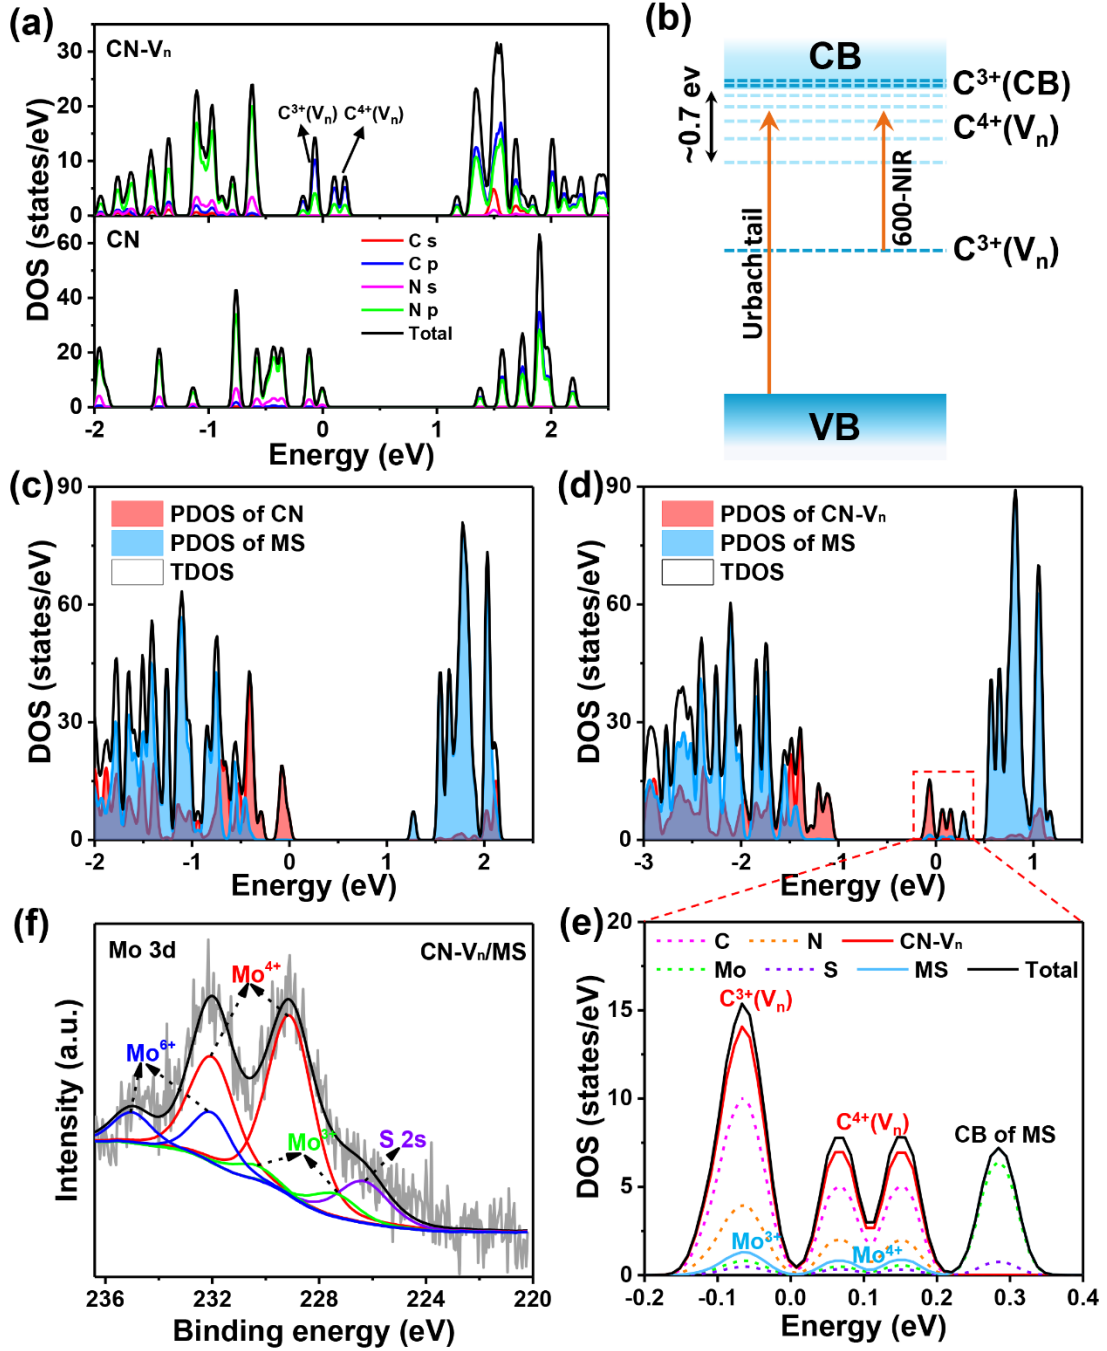 (a)
CN-Vₙ
C³⁺(Vₙ) C⁴⁺(Vₙ)
DOS (states/eV)
30
20
10
0
CN
C s
C p
N s
N p
Total
60
40
20
0
-2 -1 0 1 2
Energy (eV)
(b)
CB
C³⁺(CB)
~0.7 ev
C⁴⁺(Vₙ)
600-NIR
Urbach tail
C³⁺(Vₙ)
VB
(c)
PDOS of CN
PDOS of MS
TDOS
DOS (states/eV)
90
60
30
0
-2 -1 0 1 2
Energy (eV)
(d)
PDOS of CN-Vₙ
PDOS of MS
TDOS
DOS (states/eV)
90
60
30
0
-3 -2 -1 0 1
Energy (eV)
(f)
Mo 3d CN-Vₙ/MS
Mo⁴⁺
Mo⁶⁺
Mo³⁺
S 2s
Intensity (a.u.)
236 232 228 224 220
Binding energy (eV)
(e)
C N CN-Vₙ
Mo S MS Total
C³⁺(Vₙ)
C⁴⁺(Vₙ)
CB of MS
Mo³⁺
Mo⁴⁺
DOS (states/eV)
20
15
10
5
0
-0.2 -0.1 0.0 0.1 0.2 0.3 0.4
Energy (eV)